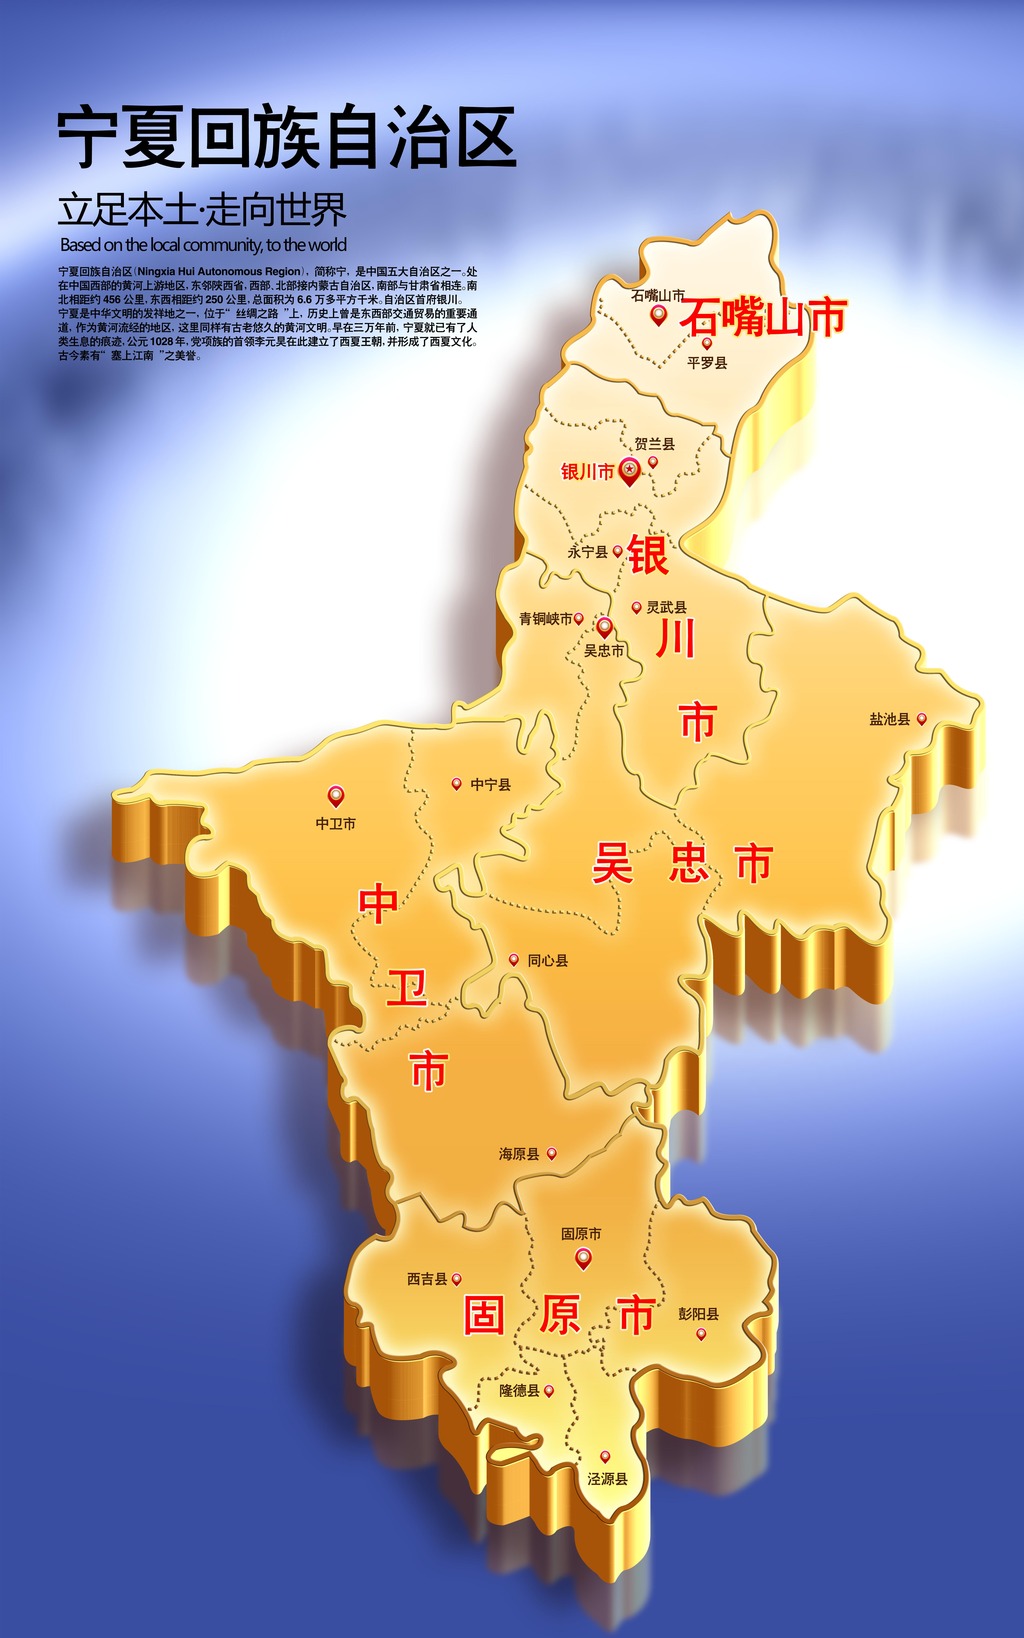 宁夏回族自治区
立足本土·走向世界
Based on the local community, to the world
宁夏回族自治区(Ningxia Hui Autonomous Region)，简称宁，是中国五大自治区之一。处
在中国西部的黄河上游地区，东邻陕西省，西部、北部接内蒙古自治区，南部与甘肃省相连。南
北相距约 456 公里，东西相距约 250 公里，总面积为 6.6 万多平方千米。自治区首府银川。
宁夏是中华文明的发祥地之一，位于“丝绸之路 ”上，历史上曾是东西部交通贸易的重要通
道，作为黄河流经的地区，这里同样有古老悠久的黄河文明。早在三万年前，宁夏就已有了人
类生息的痕迹，公元 1028 年，党项族的首领李元昊在此建立了西夏王朝，并形成了西夏文化。
古今素有“ 塞上江南 ”之美誉。
石嘴山市
石嘴山市
平罗县
贺兰县
银川市
永宁县
银
川
市
灵武县
青铜峡市
吴忠市
盐池县
中宁县
中卫市
吴忠市
中
卫
市
同心县
海原县
固原市
西吉县
固原市
彭阳县
隆德县
泾源县